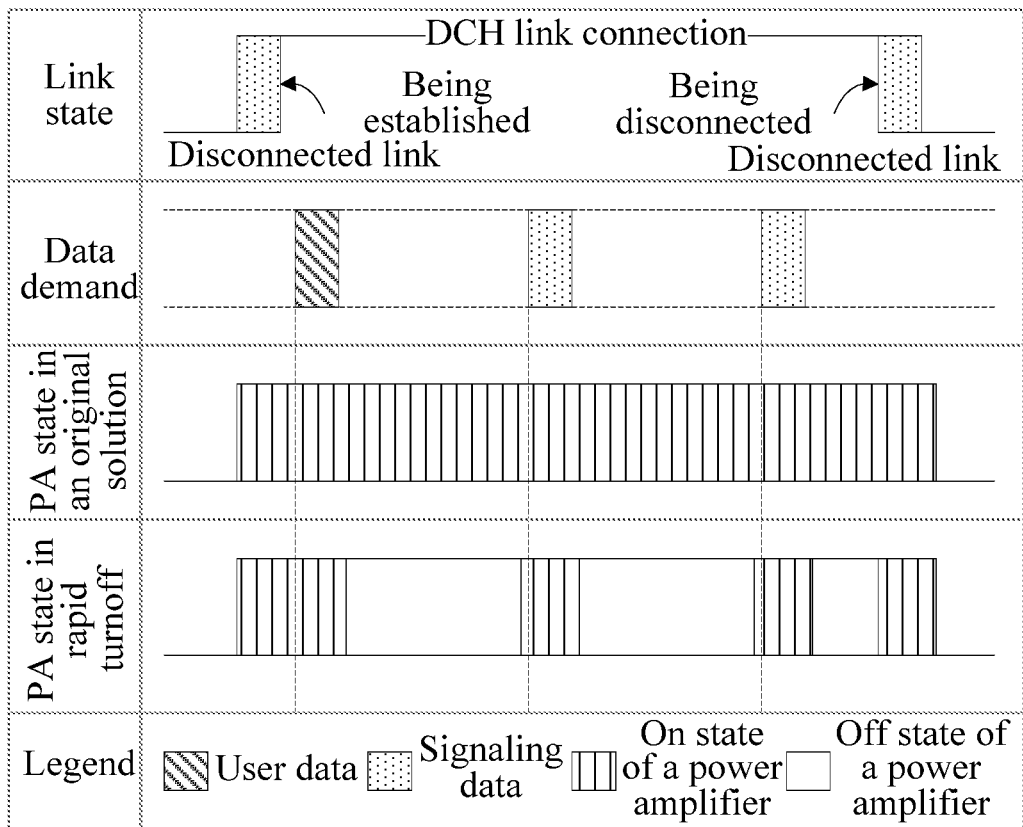 Link
state
DCH link connection
Being
established
Being
disconnected
Disconnected link
Disconnected link
Data
demand
PA state in
an original
solution
PA state in
rapid
turnoff
Legend
User data
Signaling
data
On state
of a power
amplifier
Off state of
a power
amplifier